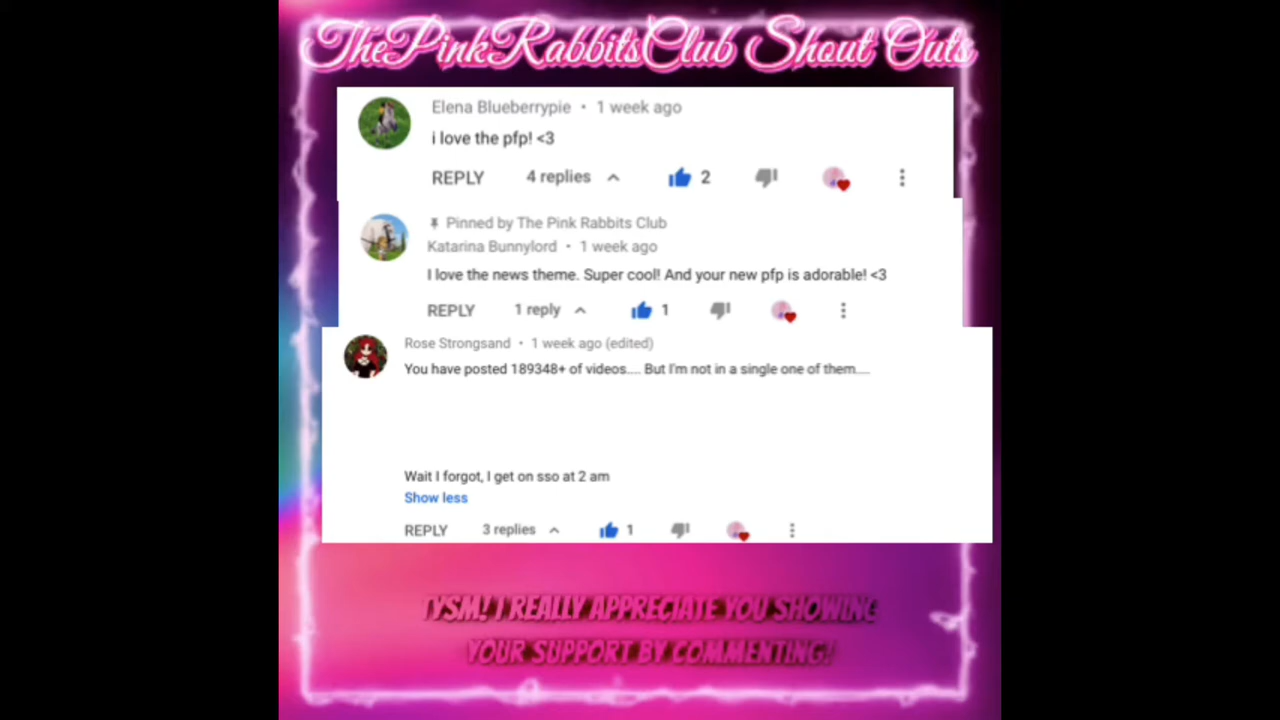 ThePinkRabbitsClub Shout Outs
Elena Blueberrypie • 1 week ago
i love the pfp! <3
REPLY 4 replies 2
Pinned by The Pink Rabbits Club
Katarina Bunnylord • 1 week ago
I love the news theme. Super cool! And your new pfp is adorable! <3
REPLY 1 reply 1
Rose Strongsand • 1 week ago (edited)
You have posted 189348+ of videos.... But I'm not in a single one of them....
Wait I forgot, I get on sso at 2 am
Show less
REPLY 3 replies 1
TYSM! I REALLY APPRECIATE YOU SHOWING
YOUR SUPPORT BY COMMENTING!